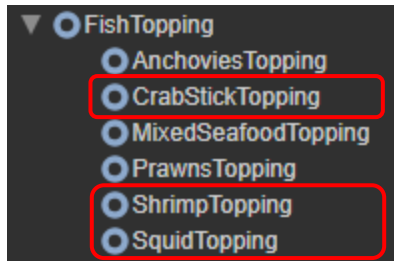 FishTopping
AnchoviesTopping
CrabStickTopping
MixedSeafoodTopping
PrawnsTopping
ShrimpTopping
SquidTopping